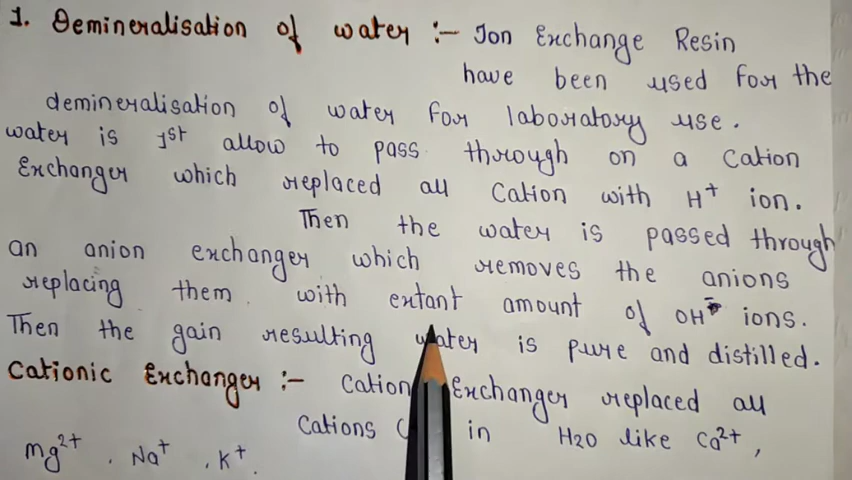 1. Demineralisation of water :- Ion Exchange Resin
have been used for the
demineralisation of water for laboratory use.
water is 1st allow to pass through on a Cation
Exchanger which replaced all Cation with H+ ion.
Then the water is passed through
an anion exchanger which removes the anions
replacing them with extant amount of OH- ions.
Then the gain resulting water is pure and distilled.
Cationic Exchanger :- Cation Exchanger replaced all
Cations in H2O like Ca2+,
Mg2+, Na+, K+.